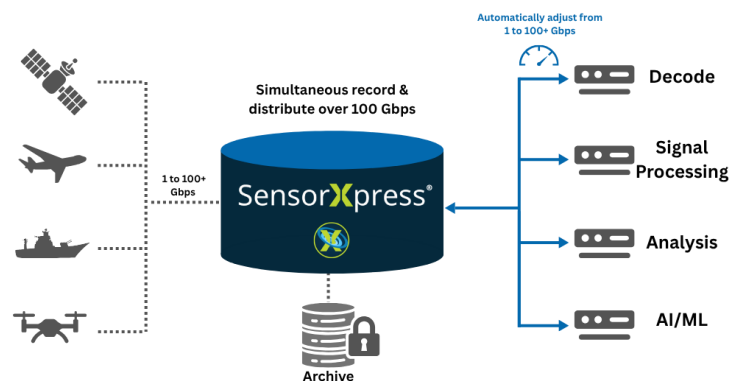 Automatically adjust from
1 to 100+ Gbps
Simultaneous record &
distribute over 100 Gbps
1 to 100+
Gbps
SensorXpress®
X
Decode
Signal
Processing
Analysis
AI/ML
Archive